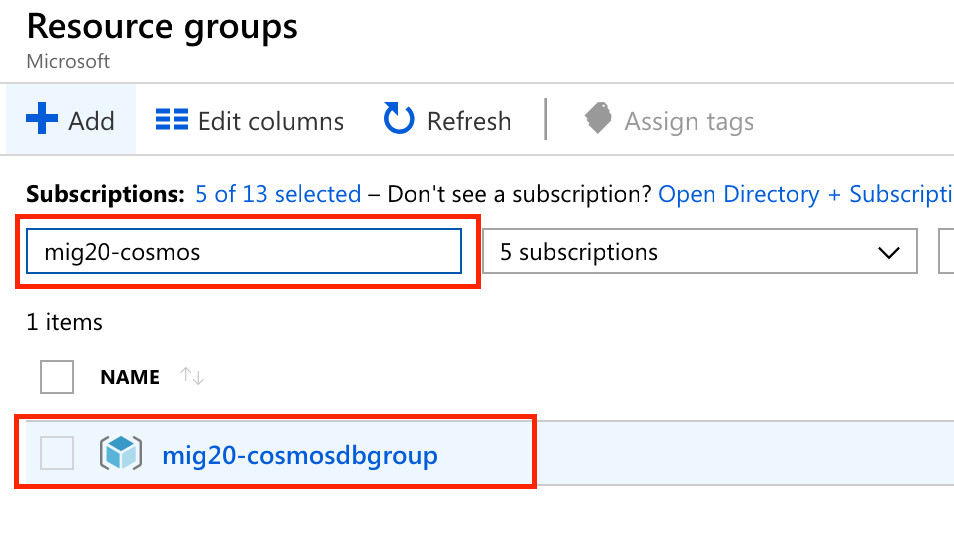 Resource groups
Microsoft
Add Edit columns Refresh Assign tags
Subscriptions: 5 of 13 selected – Don't see a subscription? Open Directory + Subscripti
mig20-cosmos 5 subscriptions
1 items
NAME
mig20-cosmosdbgroup